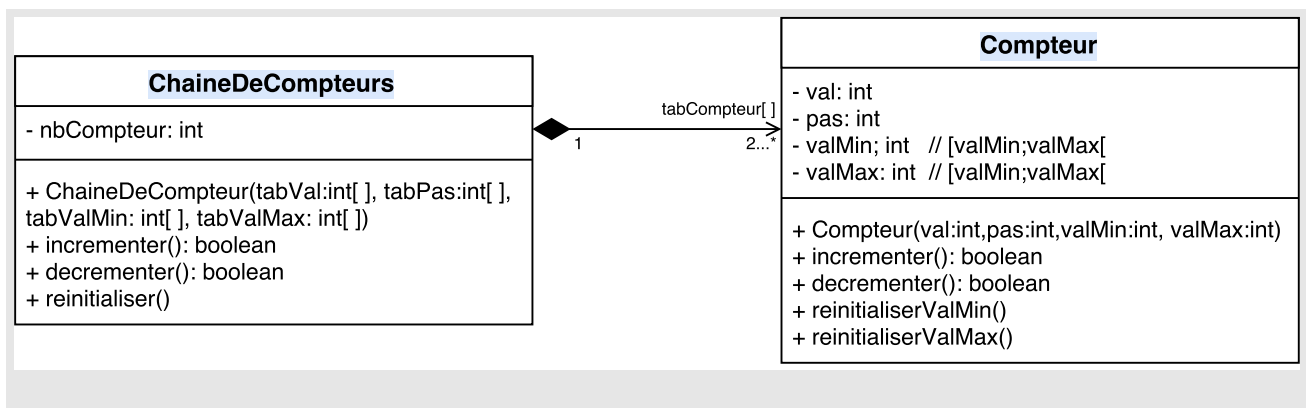 ChaineDeCompteurs
- nbCompteur: int
+ ChaineDeCompteur(tabVal:int[ ], tabPas:int[ ],
tabValMin: int[ ], tabValMax: int[ ])
+ incrementer(): boolean
+ decrementer(): boolean
+ reinitialiser()
tabCompteur[ ]
1
2...*
Compteur
- val: int
- pas: int
- valMin; int // [valMin;valMax[
- valMax: int // [valMin;valMax[
+ Compteur(val:int,pas:int,valMin:int, valMax:int)
+ incrementer(): boolean
+ decrementer(): boolean
+ reinitialiserValMin()
+ reinitialiserValMax()